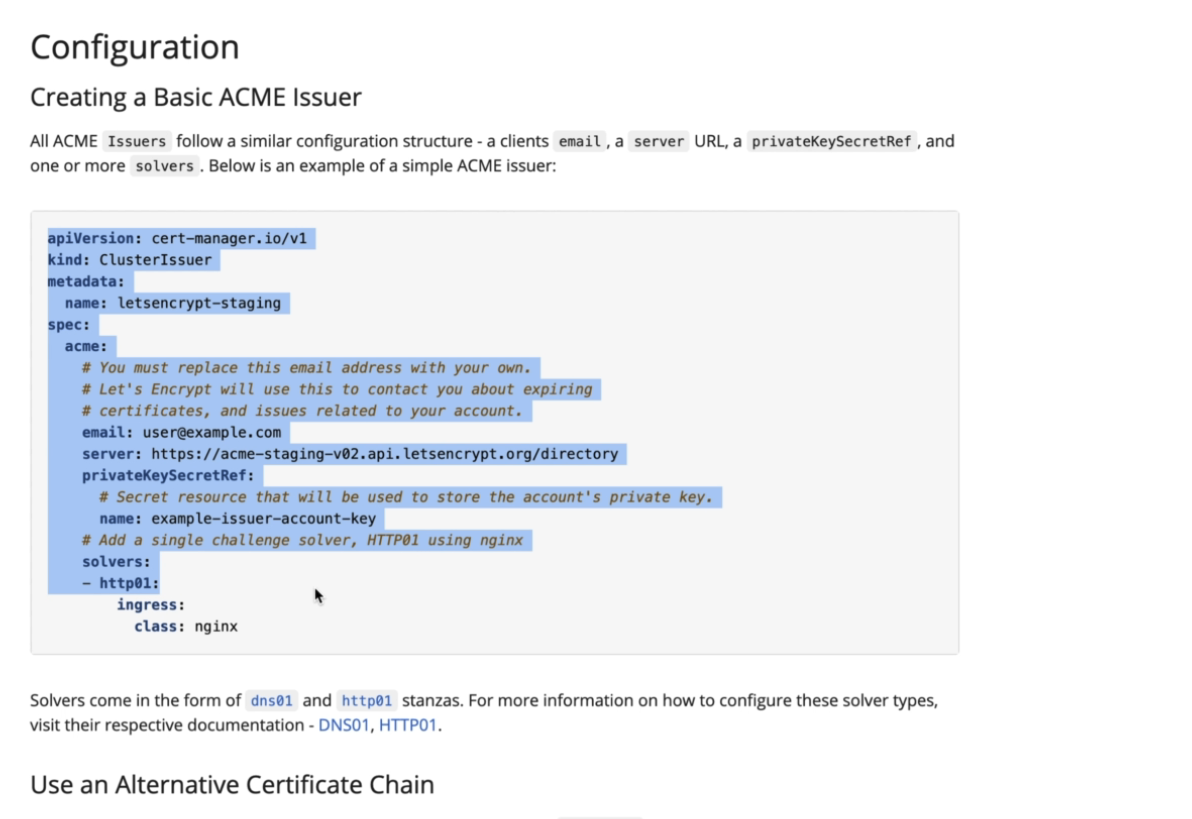 Configuration
Creating a Basic ACME Issuer
All ACME Issuers follow a similar configuration structure - a clients email, a server URL, a privateKeySecretRef, and
one or more solvers. Below is an example of a simple ACME issuer:
apiVersion: cert-manager.io/v1
kind: ClusterIssuer
metadata:
  name: letsencrypt-staging
spec:
  acme:
    # You must replace this email address with your own.
    # Let's Encrypt will use this to contact you about expiring
    # certificates, and issues related to your account.
    email: user@example.com
    server: https://acme-staging-v02.api.letsencrypt.org/directory
    privateKeySecretRef:
      # Secret resource that will be used to store the account's private key.
      name: example-issuer-account-key
    # Add a single challenge solver, HTTP01 using nginx
    solvers:
    - http01:
        ingress:
          class: nginx
Solvers come in the form of dns01 and http01 stanzas. For more information on how to configure these solver types,
visit their respective documentation - DNS01, HTTP01.
Use an Alternative Certificate Chain